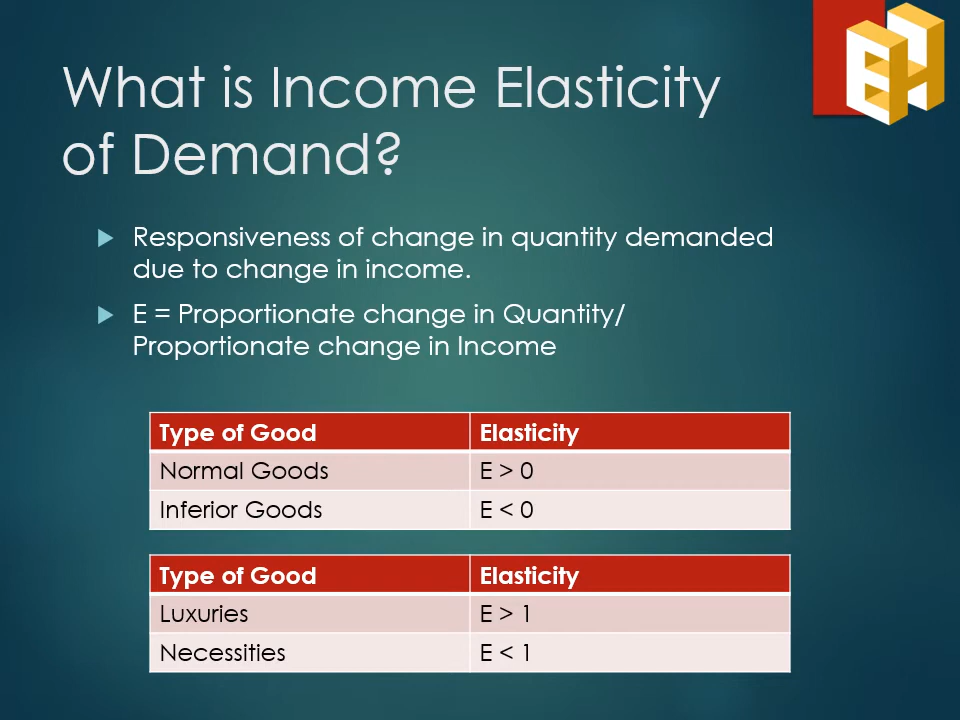 What is Income Elasticity
of Demand?
Responsiveness of change in quantity demanded
due to change in income.
E = Proportionate change in Quantity/
Proportionate change in Income
Type of Good Elasticity
Normal Goods E > 0
Inferior Goods E < 0
Type of Good Elasticity
Luxuries E > 1
Necessities E < 1
EH